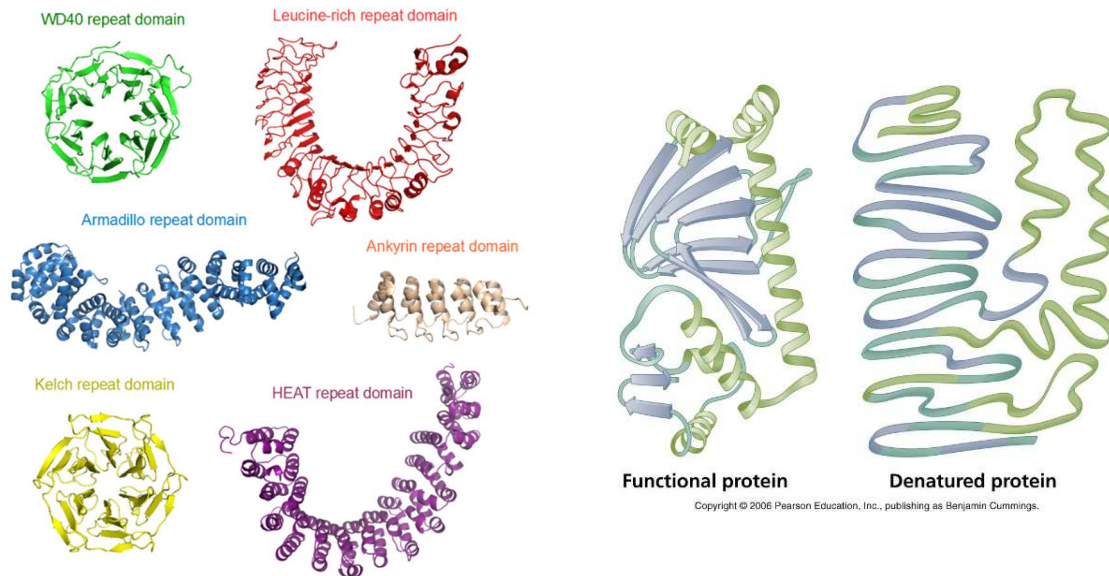 WD40 repeat domain
Leucine-rich repeat domain
Armadillo repeat domain
Ankyrin repeat domain
Kelch repeat domain
HEAT repeat domain
Functional protein
Denatured protein
Copyright © 2006 Pearson Education, Inc., publishing as Benjamin Cummings.